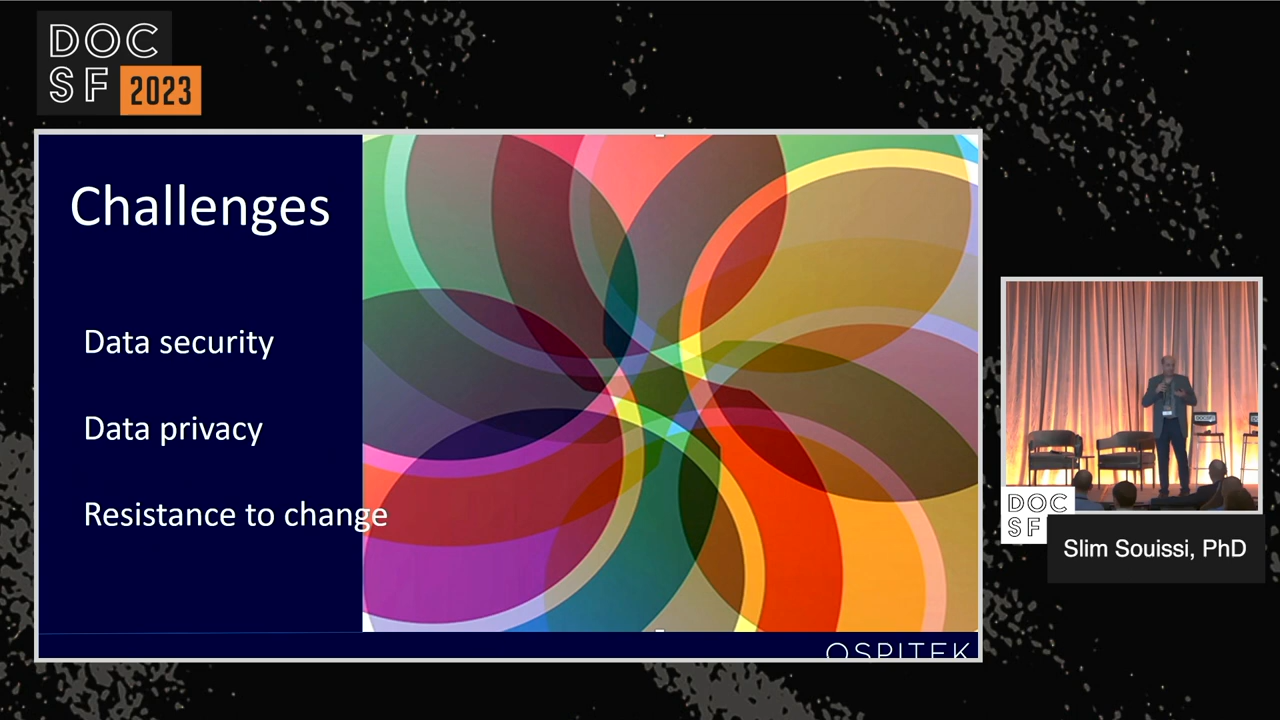 DOC
SF 2023
Challenges
Data security
Data privacy
Resistance to change
OSPITEK
DOC
SF
Slim Souissi, PhD